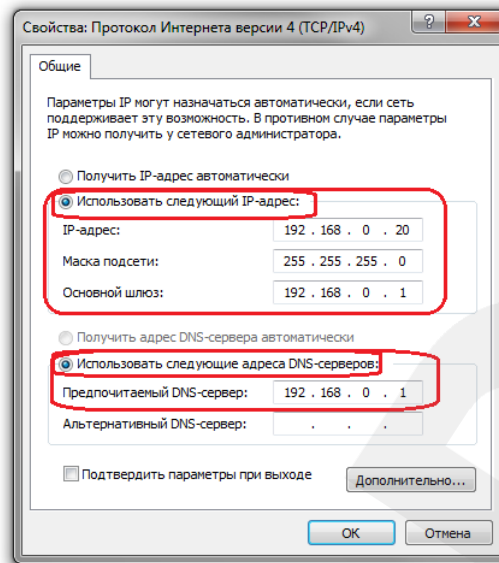 Свойства: Протокол Интернета версии 4 (TCP/IPv4)
Общие
Параметры IP могут назначаться автоматически, если сеть
поддерживает эту возможность. В противном случае параметры
IP можно получить у сетевого администратора.
Получить IP-адрес автоматически
Использовать следующий IP-адрес:
IP-адрес: 192 . 168 . 0 . 20
Маска подсети: 255 . 255 . 255 . 0
Основной шлюз: 192 . 168 . 0 . 1
Получить адрес DNS-сервера автоматически
Использовать следующие адреса DNS-серверов:
Предпочитаемый DNS-сервер: 192 . 168 . 0 . 1
Альтернативный DNS-сервер: . . .
Подтвердить параметры при выходе
Дополнительно...
OK Отмена